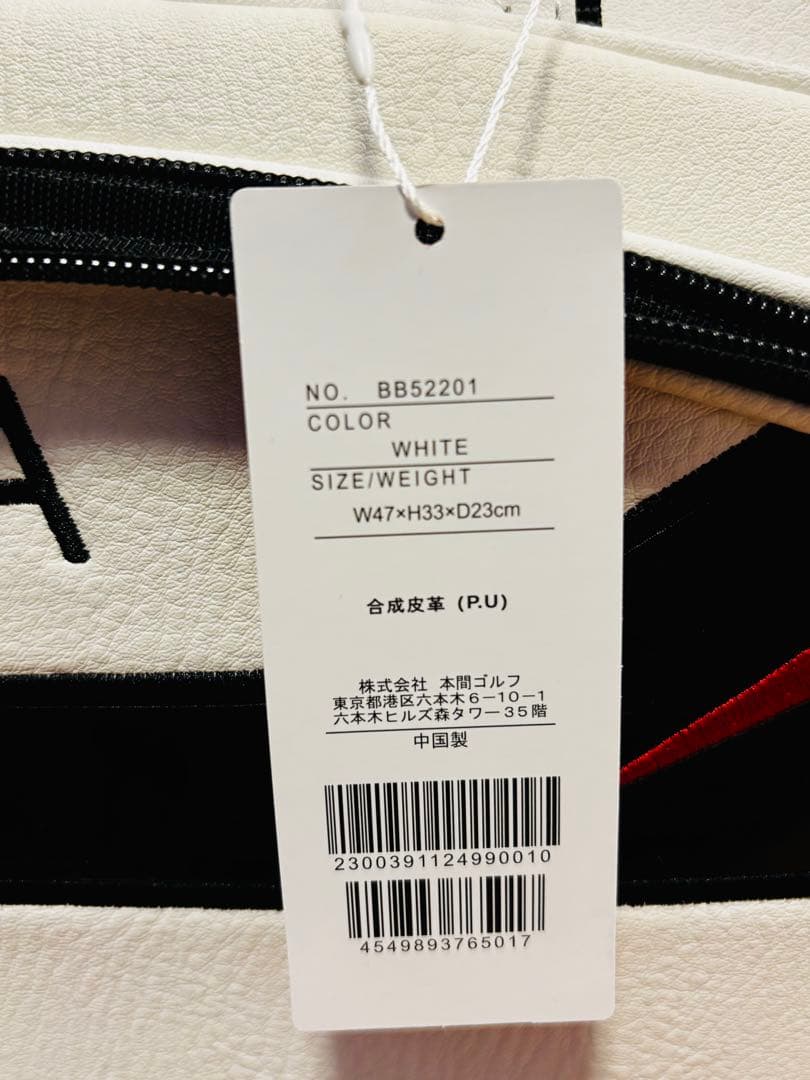 A
NO. BB52201
COLOR
WHITE
SIZE/WEIGHT
W47×H33×D23cm
合成皮革 (P.U)
株式会社 本間ゴルフ
東京都港区六本木6-10-1
六本木ヒルズ森タワー35階
中国製
2300391124990010
4549893765017